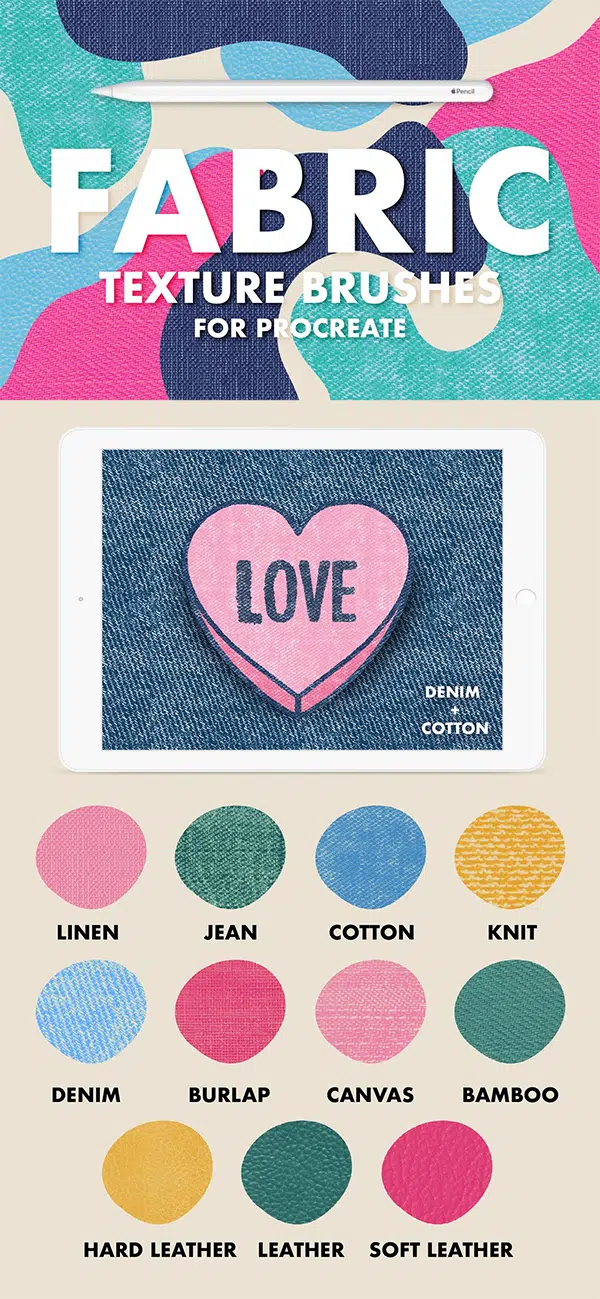 Pencil
FABRIC
TEXTURE BRUSHES
FOR PROCREATE
LOVE
DENIM
+
COTTON
LINEN JEAN COTTON KNIT
DENIM BURLAP CANVAS BAMBOO
HARD LEATHER LEATHER SOFT LEATHER